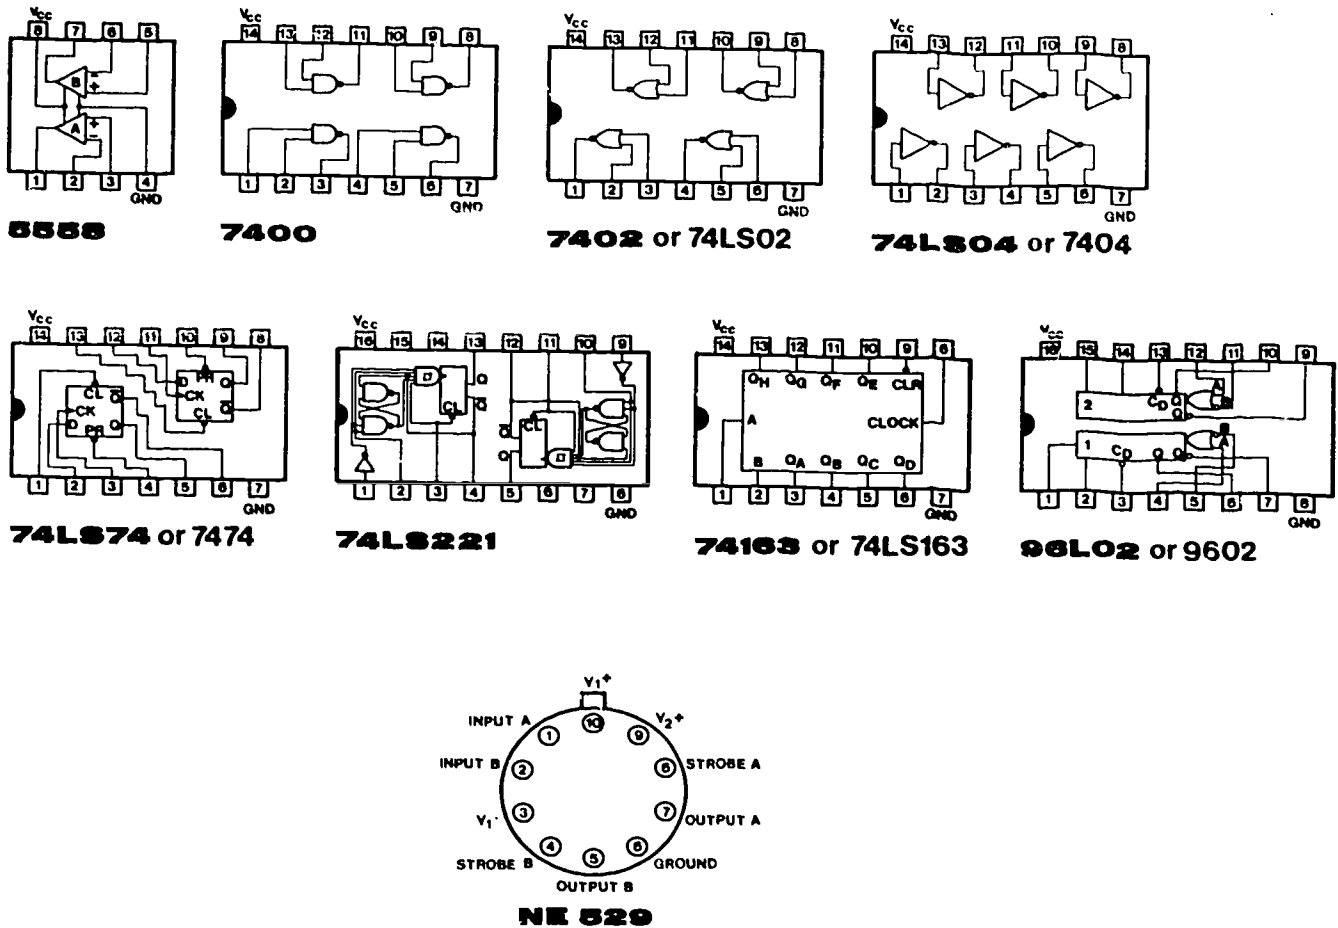 Vcc
8 7 6 5
B
A
1 2 3 4
GND
5558
Vcc
14 13 12 11 10 9 8
1 2 3 4 5 6 7
GND
7400
Vcc
14 13 12 11 10 9 8
1 2 3 4 5 6 7
GND
7402 or 74LS02
Vcc
14 13 12 11 10 9 8
1 2 3 4 5 6 7
GND
74LS04 or 7404
Vcc
14 13 12 11 10 9 8
D PR Q
CK
CL Q
CL Q
CK
D PR Q
1 2 3 4 5 6 7
GND
74LS74 or 7474
Vcc
16 15 14 13 12 11 10 9
Q
CL Q
Q CL
Q
1 2 3 4 5 6 7 8
GND
74LS221
Vcc
14 13 12 11 10 9 8
QH QG QF QE CLR
CLOCK
A
B QA QB QC QD
1 2 3 4 5 6 7
GND
74163 or 74LS163
Vcc
16 15 14 13 12 11 10 9
2 CD Q A
Q B
1 CD Q Q B
A
1 2 3 4 5 6 7 8
GND
96L02 or 9602
V1+
INPUT A 1 10 9 V2+
INPUT B 2 8 STROBE A
V1- 3 7 OUTPUT A
STROBE B 4 5 6 GROUND
OUTPUT B
NE 529